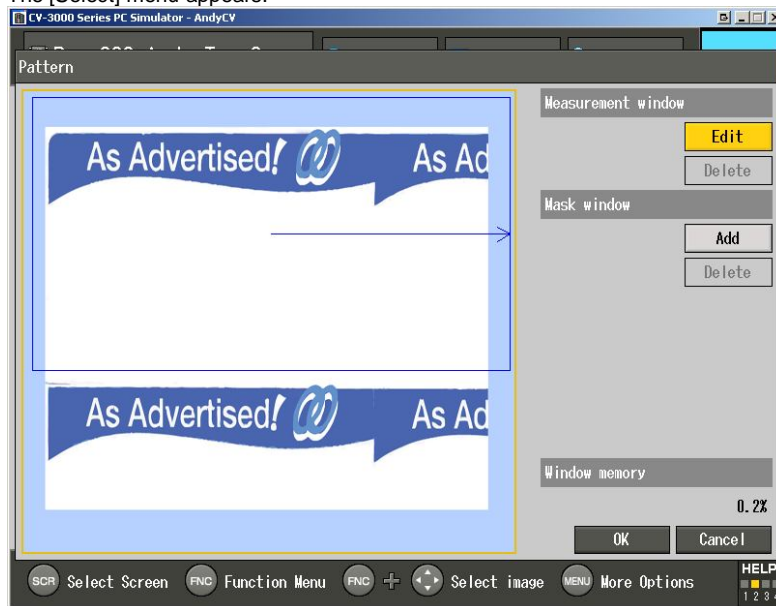 The [Select] menu appears.
CV-3000 Series PC Simulator - AndyCV
Pattern
Measurement window
Edit
Delete
Mask window
Add
Delete
As Advertised!
As Ad
As Advertised!
As Ad
Window memory
0.2%
OK
Cancel
SCR Select Screen FNC Function Menu FNC + Select image MENU More Options
HELP
1 2 3 4